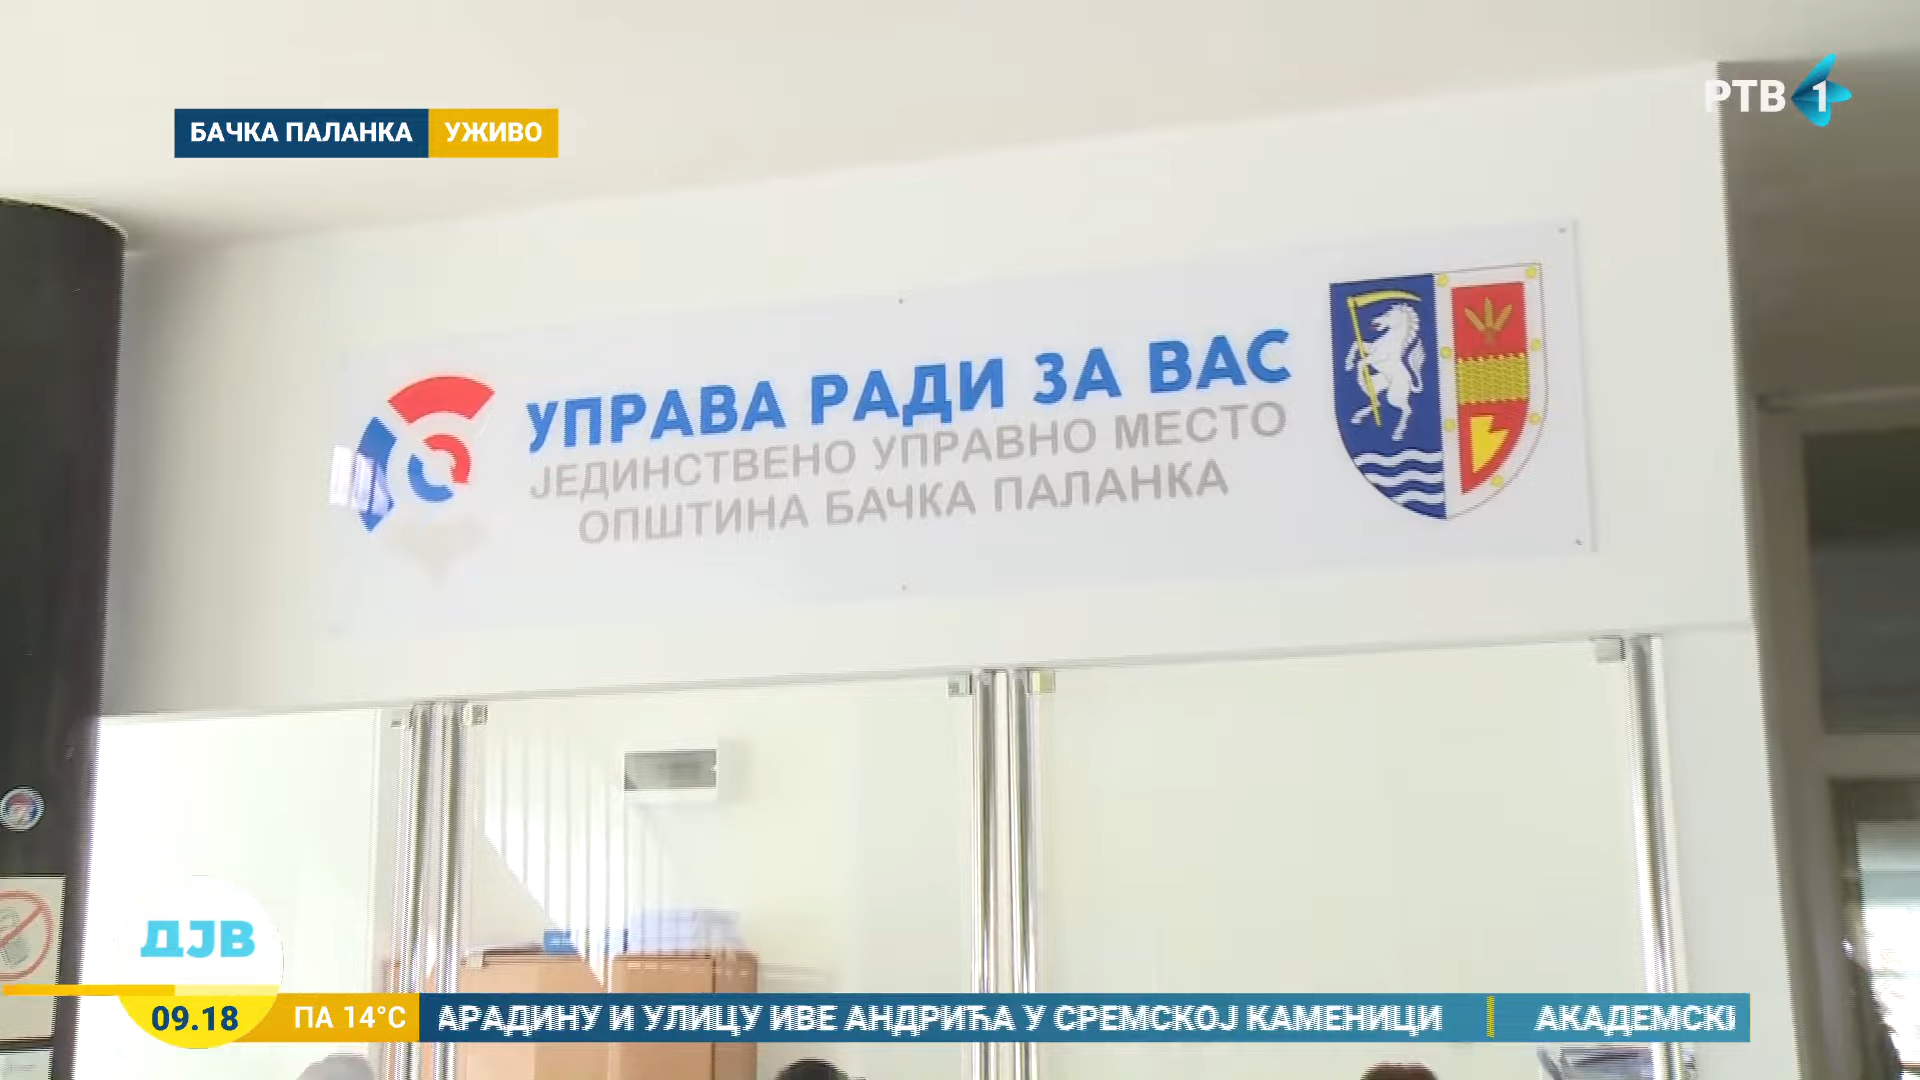 БАЧКА ПАЛАНКА УЖИВО
РТВ 1
УПРАВА РАДИ ЗА ВАС
ЈЕДИНСТВЕНО УПРАВНО МЕСТО
ОПШТИНА БАЧКА ПАЛАНКА
ДЈВ
09.18 ПА 14°C АРАДИНУ И УЛИЦУ ИВЕ АНДРИЋА У СРЕМСКОЈ КАМЕНИЦИ | АКАДЕМСКИ